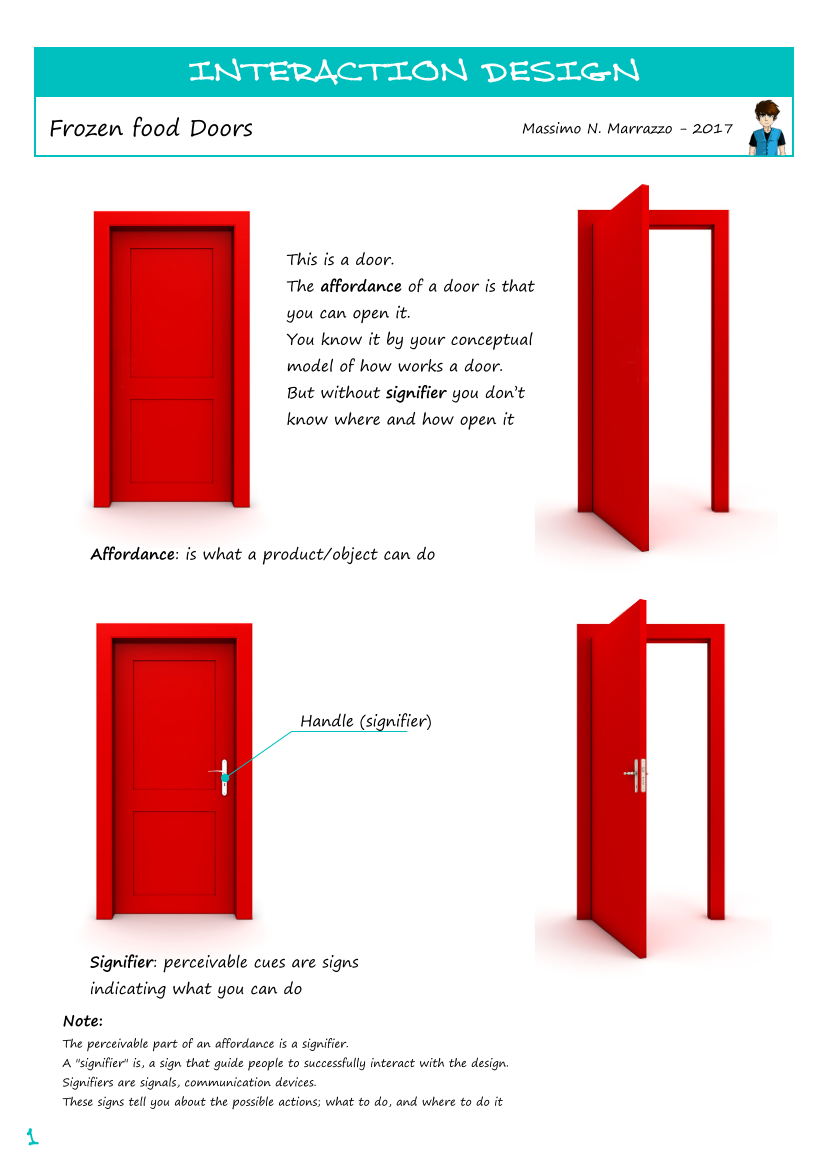 INTERACTION DESIGN
Frozen food Doors
Massimo N. Marrazzo - 2017
This is a door.
The affordance of a door is that
you can open it.
You know it by your conceptual
model of how works a door.
But without signifier you don't
know where and how open it
Affordance: is what a product/object can do
Handle (signifier)
Signifier: perceivable cues are signs
indicating what you can do
Note:
The perceivable part of an affordance is a signifier.
A "signifier" is, a sign that guide people to successfully interact with the design.
Signifiers are signals, communication devices.
These signs tell you about the possible actions; what to do, and where to do it
1